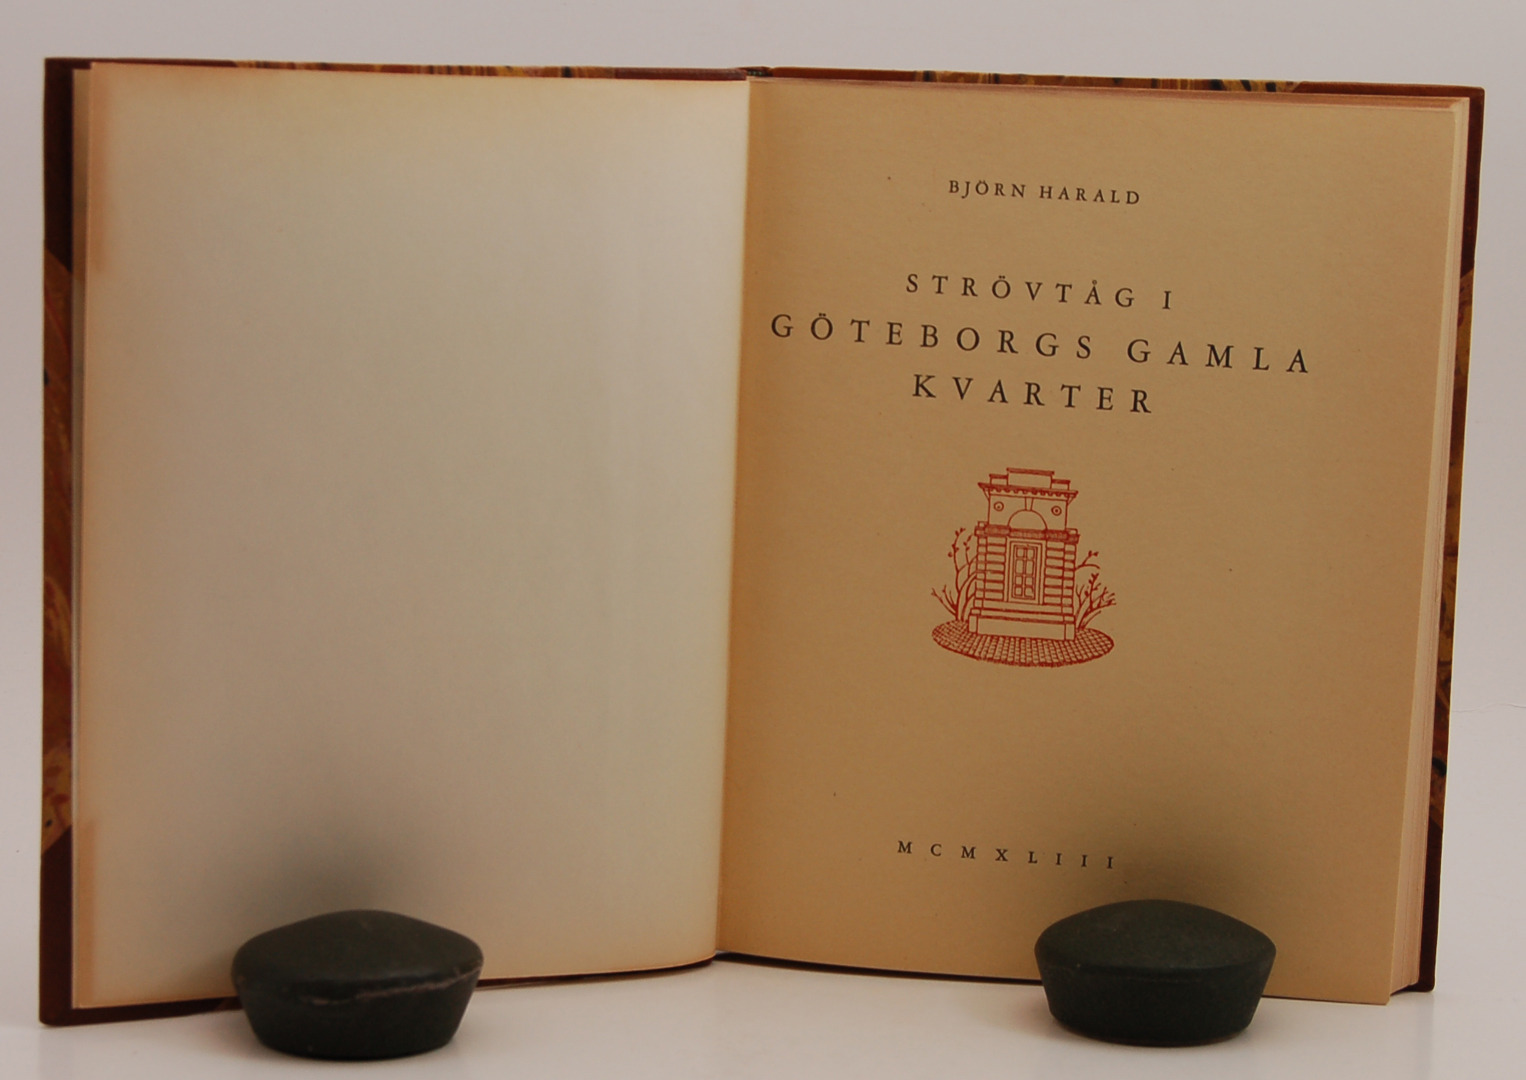 BJÖRN HARALD
STRÖVTÅG I
GÖTEBORGS GAMLA
KVARTER
MCMXLIII